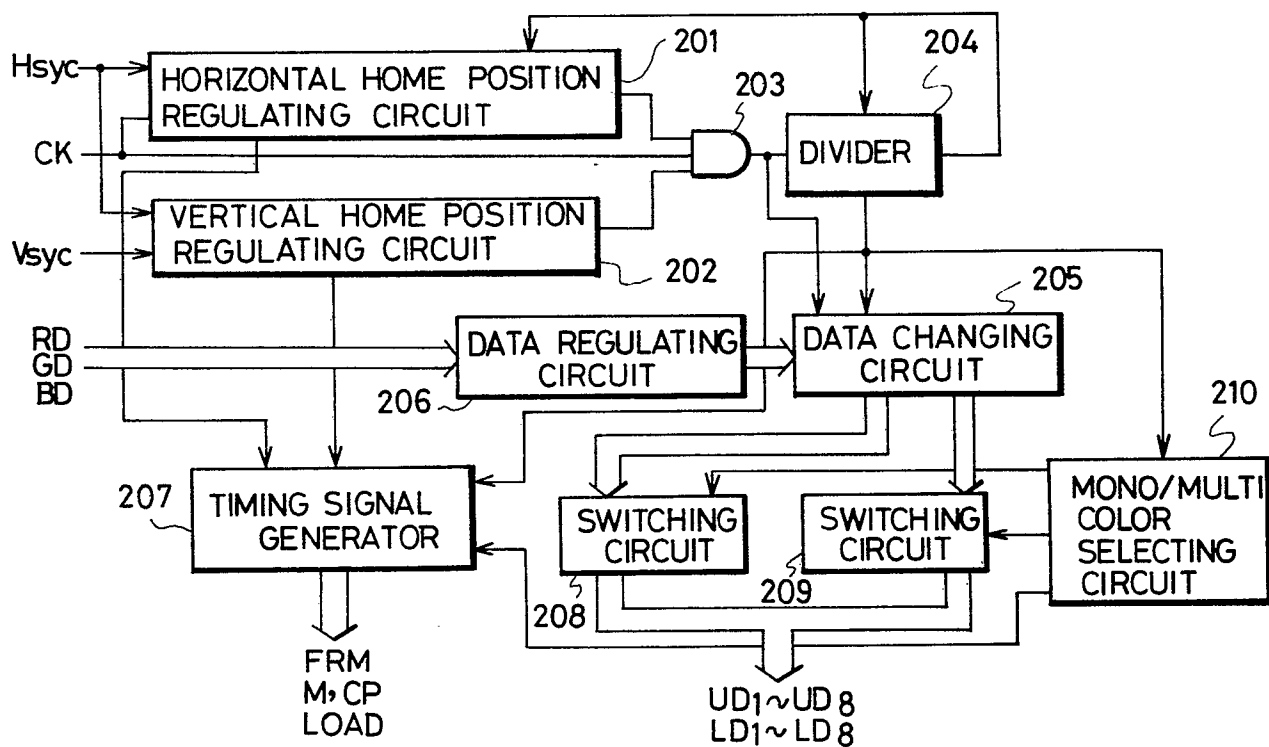 201
204
Hsyc
HORIZONTAL HOME POSITION
REGULATING CIRCUIT
203
CK
DIVIDER
VERTICAL HOME POSITION
REGULATING CIRCUIT
Vsyc
202
205
RD
GD
BD
DATA REGULATING
CIRCUIT
DATA CHANGING
CIRCUIT
206
210
207
TIMING SIGNAL
GENERATOR
SWITCHING
CIRCUIT
SWITCHING
CIRCUIT
MONO/MULTI
COLOR
SELECTING
CIRCUIT
208
209
FRM
M,CP
LOAD
UD1~UD8
LD1~LD8